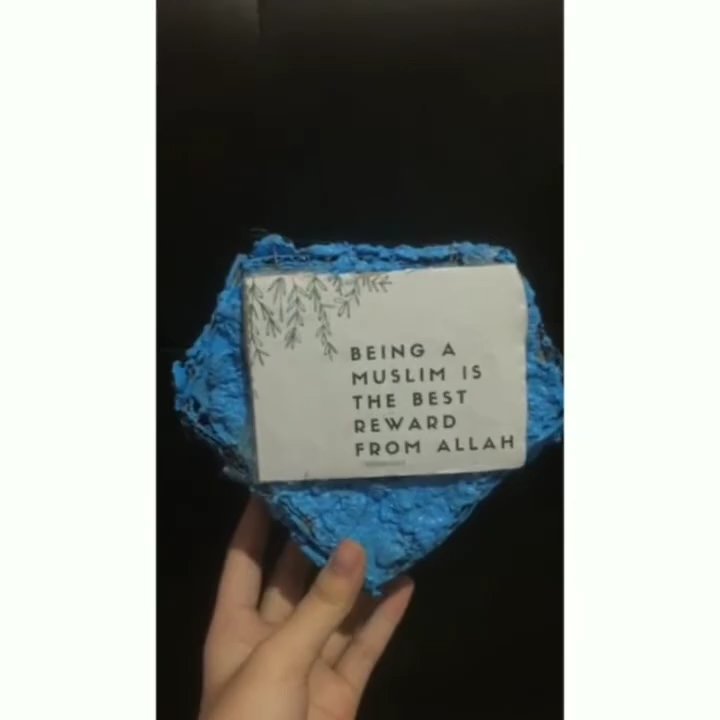 BEING A
MUSLIM IS
THE BEST
REWARD
FROM ALLAH